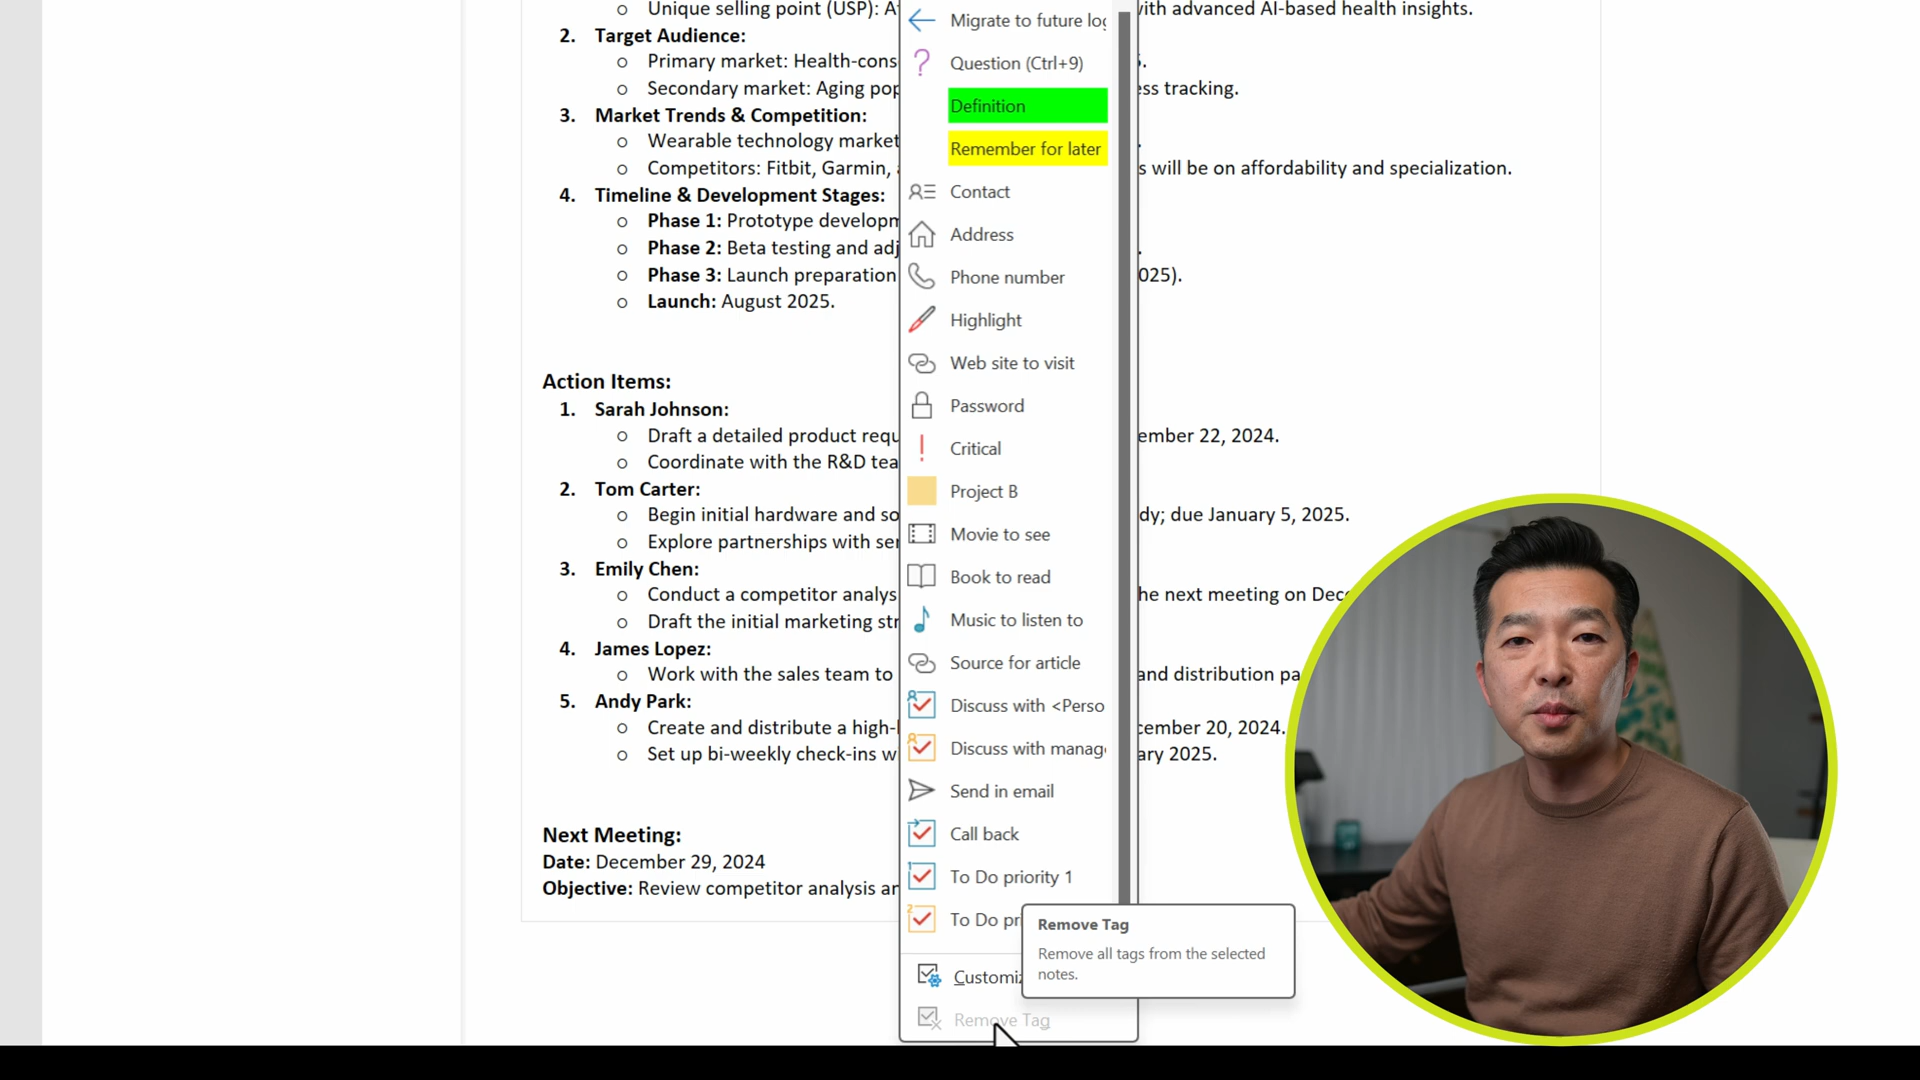 o Unique selling point (USP): A
vith advanced AI-based health insights.
2. Target Audience:
o Primary market: Health-cons
o Secondary market: Aging pop
ess tracking.
3. Market Trends & Competition:
o Wearable technology market
o Competitors: Fitbit, Garmin,
s will be on affordability and specialization.
4. Timeline & Development Stages:
o Phase 1: Prototype developm
o Phase 2: Beta testing and adj
o Phase 3: Launch preparation
025).
o Launch: August 2025.
Action Items:
1. Sarah Johnson:
o Draft a detailed product requ
ember 22, 2024.
o Coordinate with the R&D tea
2. Tom Carter:
o Begin initial hardware and so
dy; due January 5, 2025.
o Explore partnerships with ser
3. Emily Chen:
o Conduct a competitor analys
he next meeting on Dec
o Draft the initial marketing str
4. James Lopez:
o Work with the sales team to
and distribution pa
5. Andy Park:
o Create and distribute a high-l
cember 20, 2024.
o Set up bi-weekly check-ins w
ary 2025.
Next Meeting:
Date: December 29, 2024
Objective: Review competitor analysis an
Migrate to future log
Question (Ctrl+9)
Definition
Remember for later
Contact
Address
Phone number
Highlight
Web site to visit
Password
Critical
Project B
Movie to see
Book to read
Music to listen to
Source for article
Discuss with <Perso
Discuss with manag
Send in email
Call back
To Do priority 1
To Do pr
Customiz
Remove Tag
Remove Tag
Remove all tags from the selected
notes.